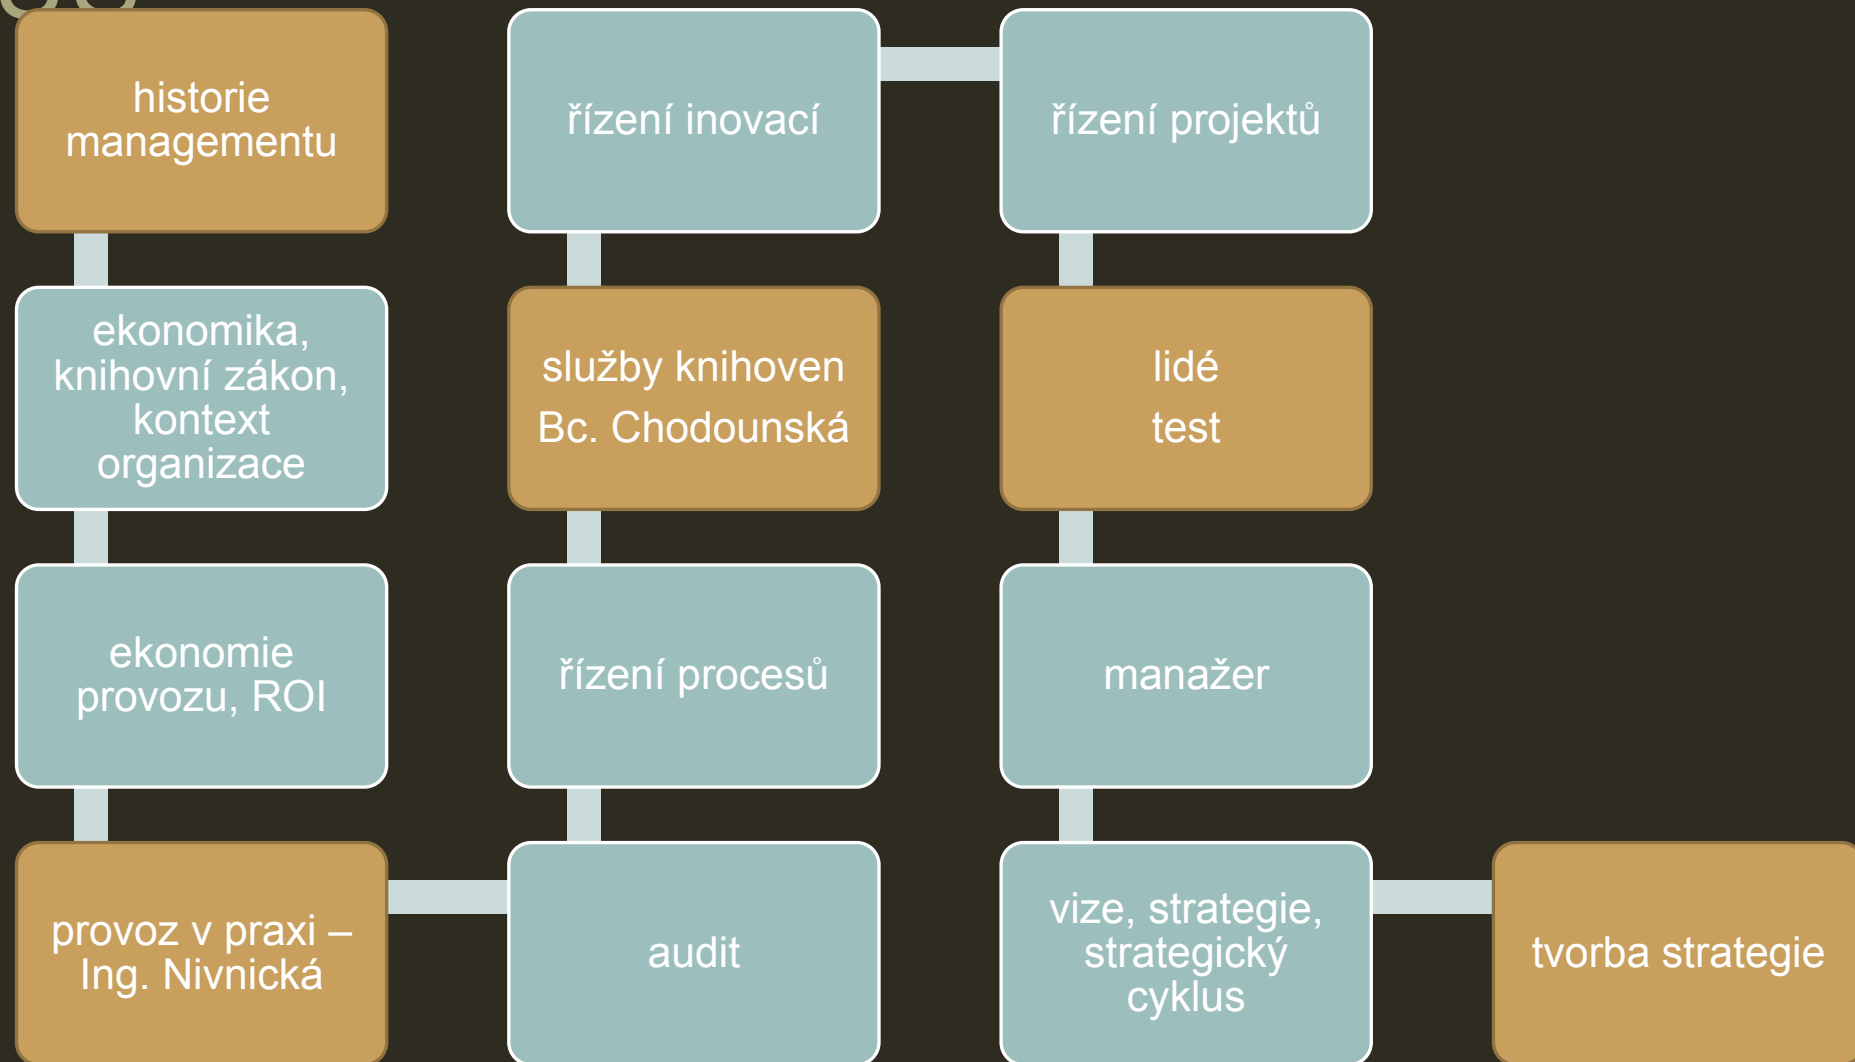 historie
managementu
ekonomika,
knihovní zákon,
kontext
organizace
ekonomie
provozu, ROI
provoz v praxi –
Ing. Nivnická
audit
řízení procesů
služby knihoven
Bc. Chodounská
řízení inovací
řízení projektů
lidé
test
manažer
vize, strategie,
strategický
cyklus
tvorba strategie